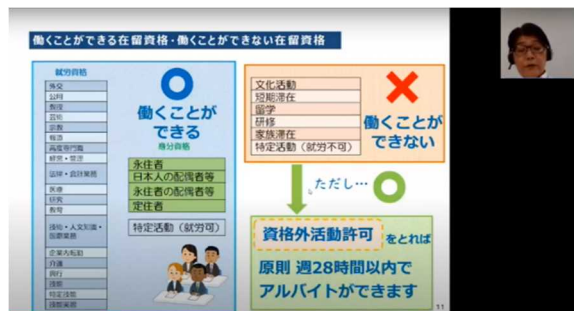 働くことができる在留資格・働くことができない在留資格
就労資格
外交
公用
教授
芸術
宗教
報道
高度専門職
経営・管理
法律・会計業務
医療
研究
教育
技術・人文知識・
国際業務
企業内転勤
介護
興行
技能
特定技能
技能実習
働くことが
できる
身分資格
永住者
日本人の配偶者等
永住者の配偶者等
定住者
特定活動（就労可）
文化活動
短期滞在
留学
研修
家族滞在
特定活動（就労不可）
働くことが
できない
ただし…
資格外活動許可をとれば
原則 週28時間以内で
アルバイトができます
11